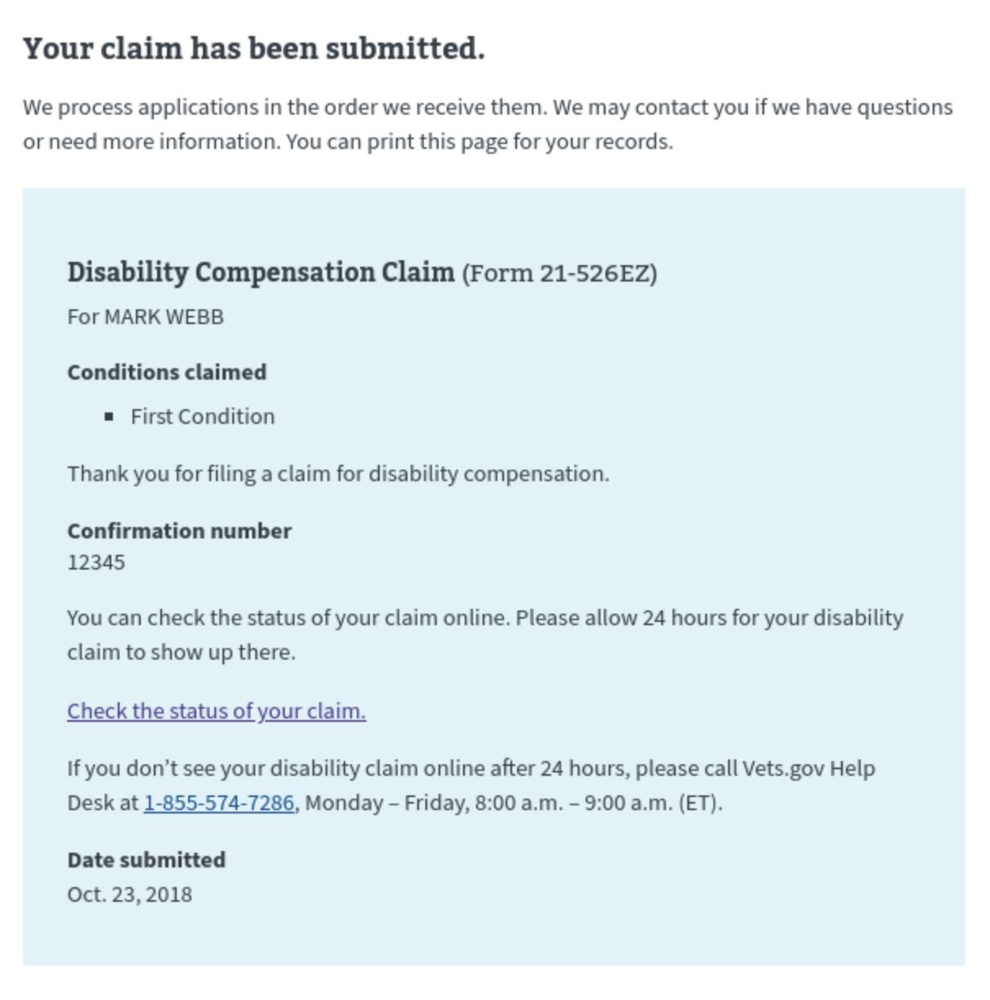 Your claim has been submitted.
We process applications in the order we receive them. We may contact you if we have questions
or need more information. You can print this page for your records.
Disability Compensation Claim (Form 21-526EZ)
For MARK WEBB
Conditions claimed
▪ First Condition
Thank you for filing a claim for disability compensation.
Confirmation number
12345
You can check the status of your claim online. Please allow 24 hours for your disability
claim to show up there.
Check the status of your claim.
If you don’t see your disability claim online after 24 hours, please call Vets.gov Help
Desk at 1-855-574-7286, Monday – Friday, 8:00 a.m. – 9:00 a.m. (ET).
Date submitted
Oct. 23, 2018